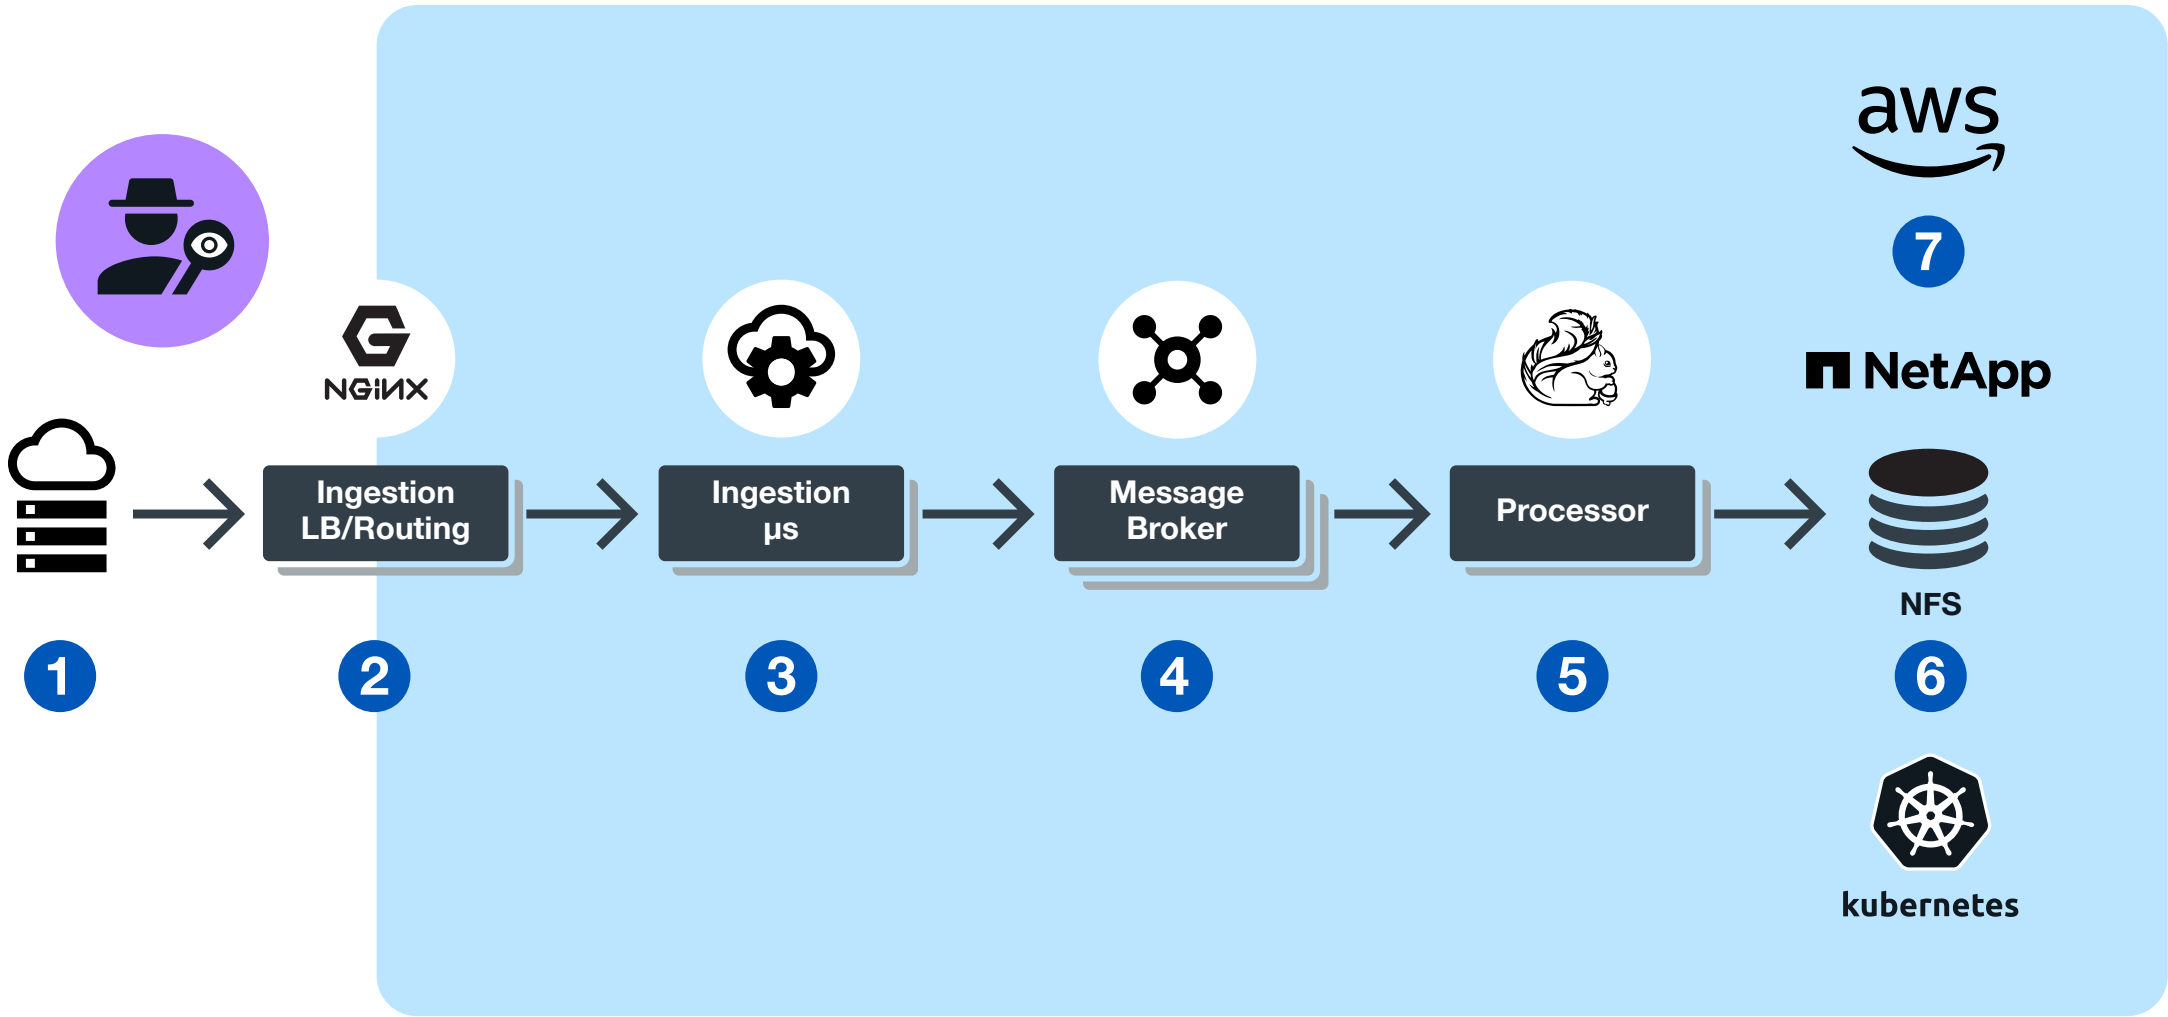 aws
7
NGINX
NetApp
Ingestion
LB/Routing
Ingestion
µs
Message
Broker
Processor
NFS
1
2
3
4
5
6
kubernetes